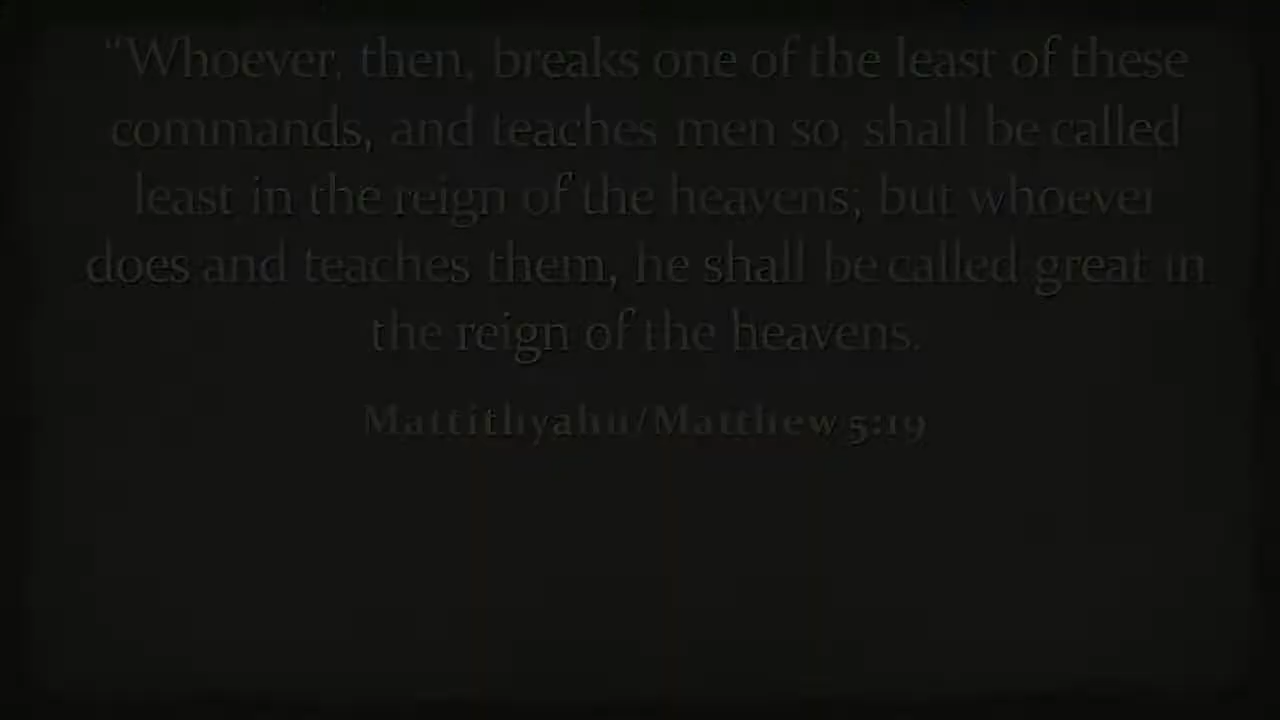 “Whoever, then, breaks one of the least of these
commands, and teaches men so, shall be called
least in the reign of the heavens; but whoever
does and teaches them, he shall be called great in
the reign of the heavens.
Mattithyahu/Matthew 5:19